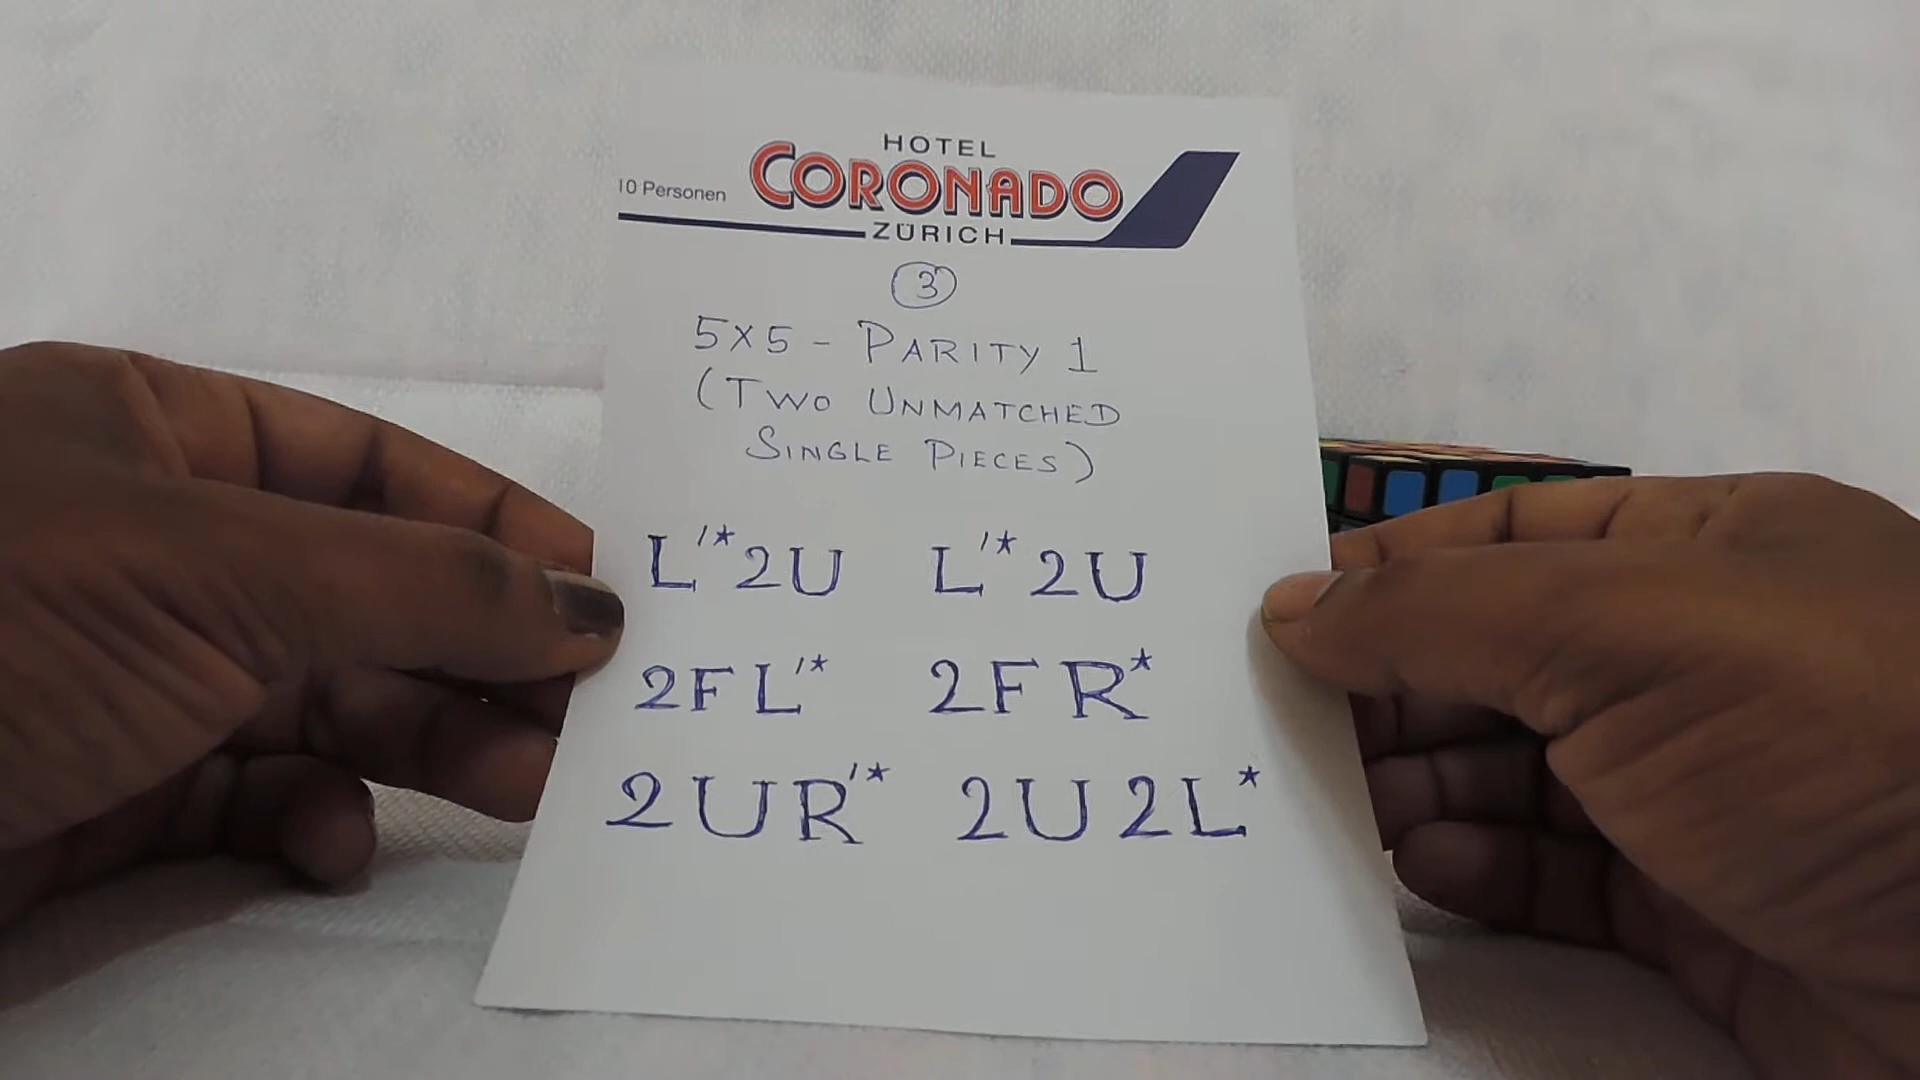 HOTEL
10 Personen CORONADO
ZÜRICH
3
5X5 - PARITY 1
(TWO UNMATCHED
SINGLE PIECES)
L'* 2U L'* 2U
2F L'* 2F R*
2U R'* 2U 2L*